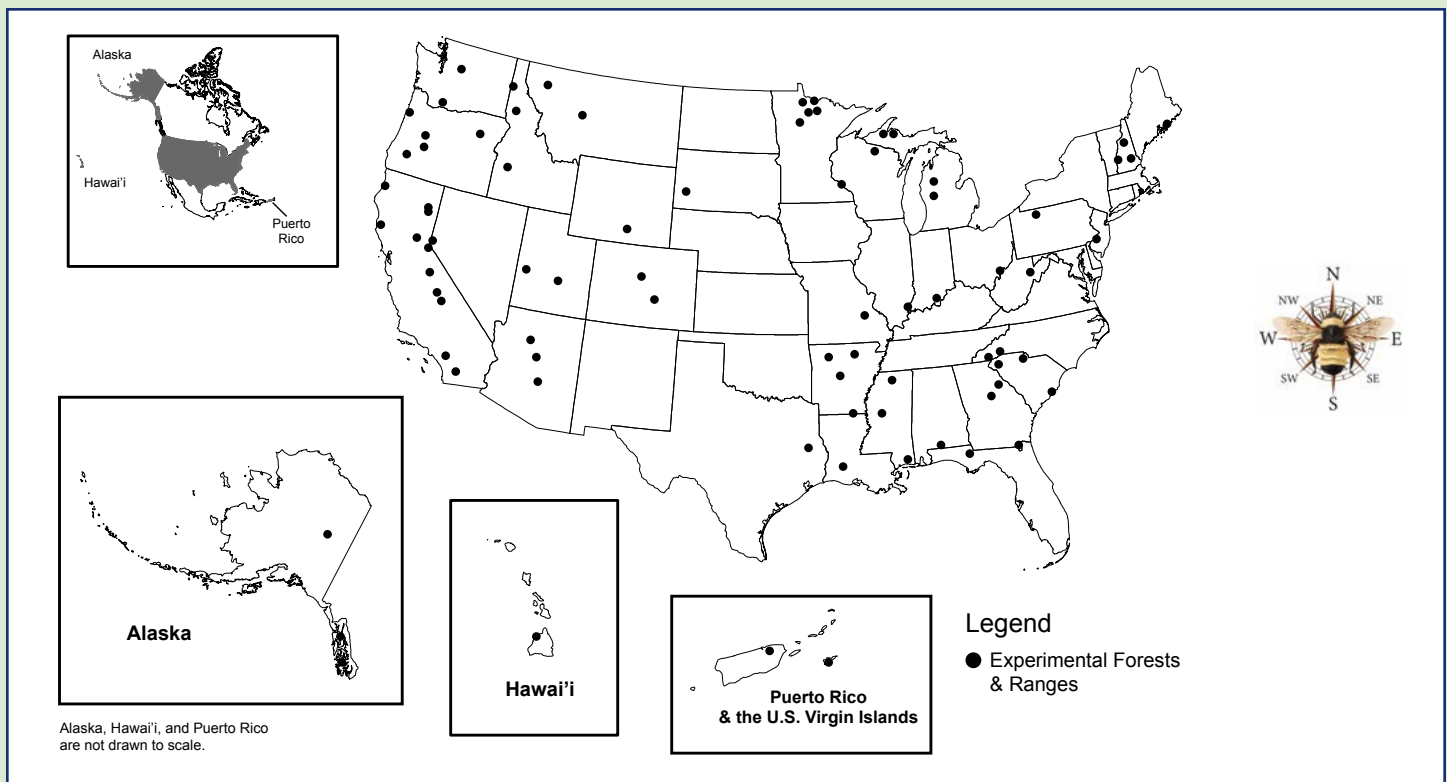 Alaska
Hawai'i
Puerto
Rico
N
NW
NE
W
E
SW
SE
S
Alaska
Hawai'i
Puerto Rico
& the U.S. Virgin Islands
Legend
Experimental Forests
& Ranges
Alaska, Hawai'i, and Puerto Rico
are not drawn to scale.